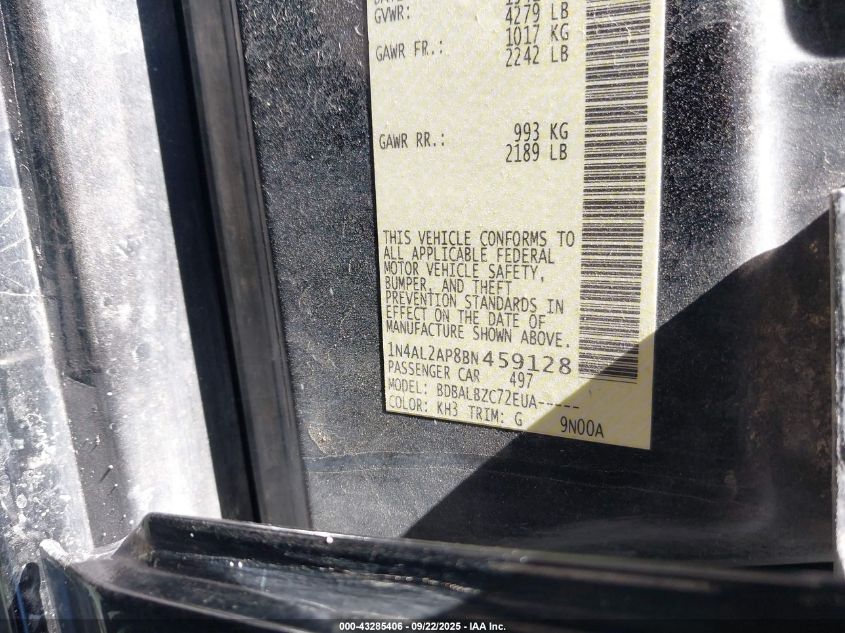 GVWR: 4279 LB
1017 KG
GAWR FR.: 2242 LB
993 KG
GAWR RR.: 2189 LB
THIS VEHICLE CONFORMS TO
ALL APPLICABLE FEDERAL
MOTOR VEHICLE SAFETY,
BUMPER, AND THEFT
PREVENTION STANDARDS IN
EFFECT ON THE DATE OF
MANUFACTURE SHOWN ABOVE.
1N4AL2AP8BN459128
PASSENGER CAR 497
MODEL: BDBALBZC72EUA-----
COLOR: KH3 TRIM: G 9N00A
000-43285406 - 09/22/2025 - IAA Inc.